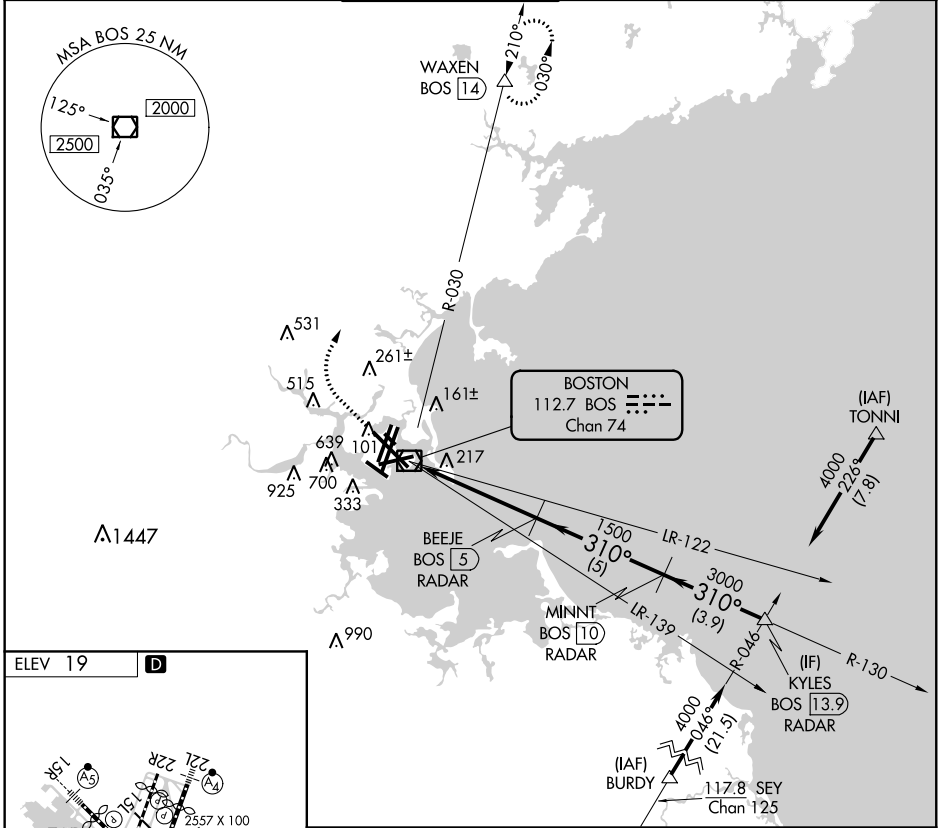 MSA BOS 25 NM
125°
2000
2500
035°
210°
030°
WAXEN
BOS 14
R-030
531
261±
515
161±
BOSTON
112.7 BOS
Chan 74
(IAF)
TONNI
4000
226°
(7.8)
101
639
217
700
925
333
1447
BEEJE
BOS 5
RADAR
1500
310°
(5)
LR-122
3000
310°
(3.9)
MINNT
BOS 10
RADAR
LR-139
990
R-046
(IF)
KYLES
BOS 13.9
RADAR
R-130
4000
046°
(21.5)
(IAF)
BURDY
117.8 SEY
Chan 125
ELEV 19
D
15R
A5
15L
22R
22L
A4
P
P
P
2557 X 100